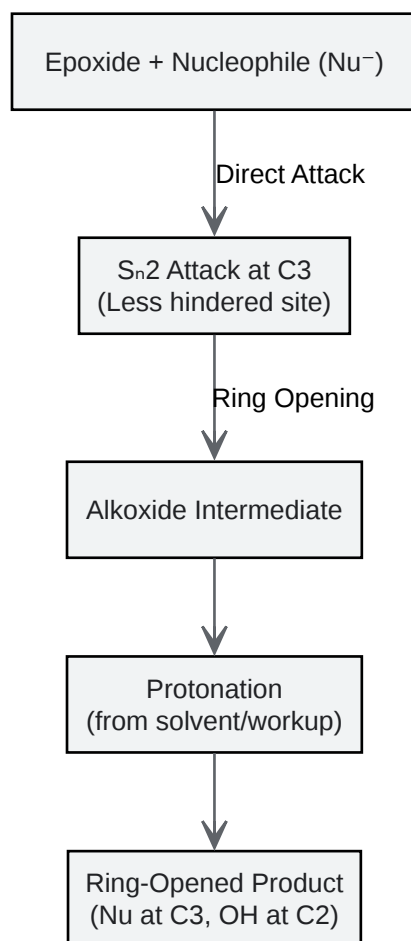 Epoxide + Nucleophile (Nu⁻)
Direct Attack
Sₙ2 Attack at C3
(Less hindered site)
Ring Opening
Alkoxide Intermediate
Protonation
(from solvent/workup)
Ring-Opened Product
(Nu at C3, OH at C2)